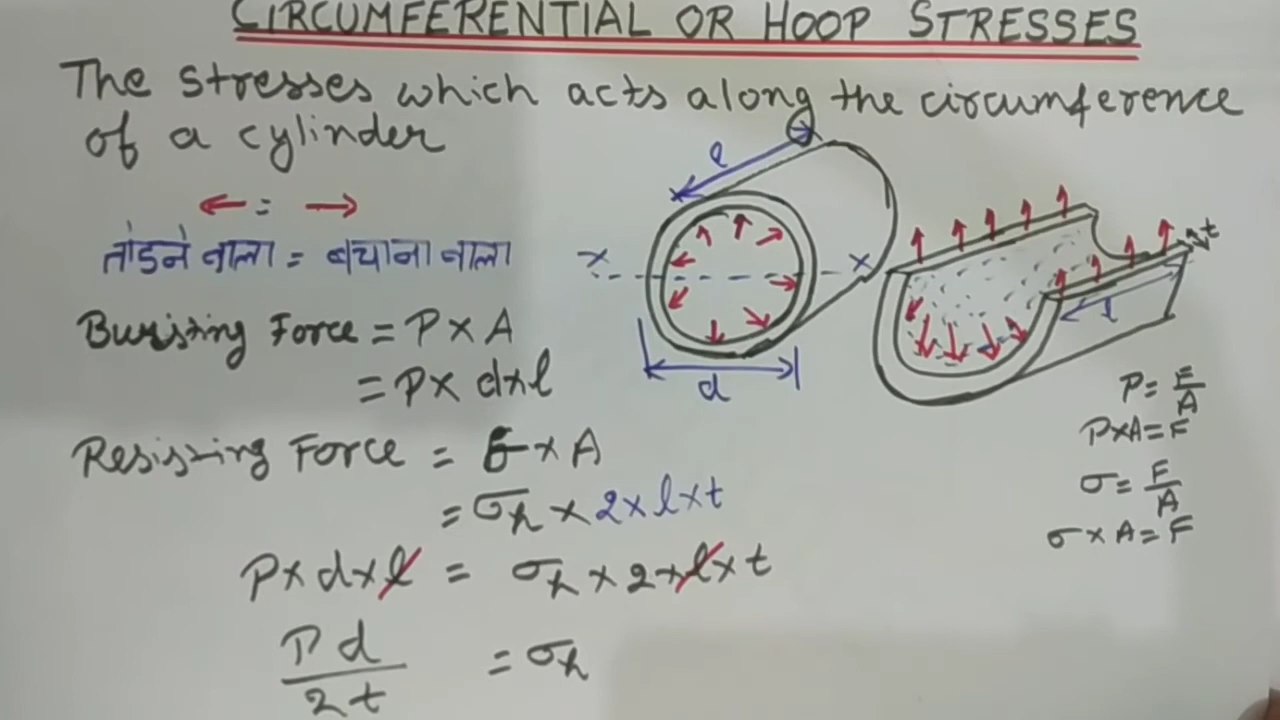 CIRCUMFERENTIAL OR HOOP STRESSES
The stresses which acts along the circumference
of a cylinder
← = →
तोडने वाला = बचाना वाला
Bursting Force = P × A
= P × d×l
Resisting Force = σ × A
= σh × 2×l×t
P×d×l = σh × 2×l×t
Pd/2t = σh
l
x
x
d
t
l
P = F/A
P×A = F
σ = F/A
σ × A = F